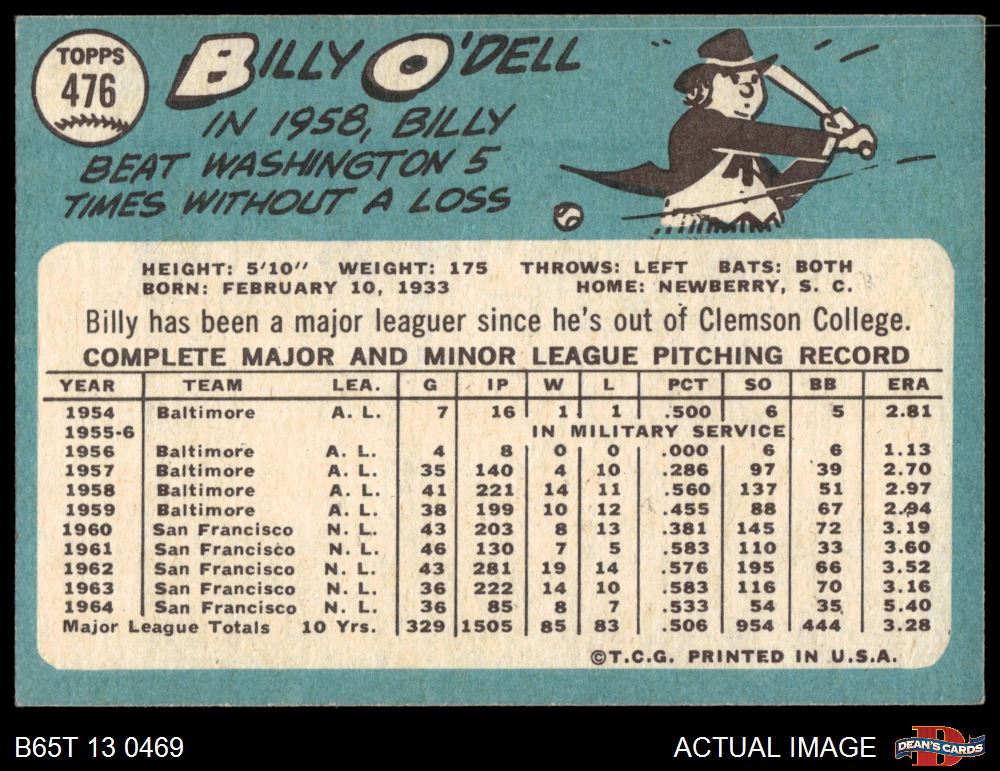 TOPPS
476
BILLY O'DELL
IN 1958, BILLY
BEAT WASHINGTON 5
TIMES WITHOUT A LOSS
HEIGHT: 5'10" WEIGHT: 175 THROWS: LEFT BATS: BOTH
BORN: FEBRUARY 10, 1933 HOME: NEWBERRY, S. C.
Billy has been a major leaguer since he's out of Clemson College.
COMPLETE MAJOR AND MINOR LEAGUE PITCHING RECORD
YEAR TEAM LEA. G IP W L PCT SO BB ERA
1954 Baltimore A. L. 7 16 1 1 .500 6 5 2.81
1955-6 IN MILITARY SERVICE
1956 Baltimore A. L. 4 8 0 0 .000 6 6 1.13
1957 Baltimore A. L. 35 140 4 10 .286 97 39 2.70
1958 Baltimore A. L. 41 221 14 11 .560 137 51 2.97
1959 Baltimore A. L. 38 199 10 12 .455 88 67 2.94
1960 San Francisco N. L. 43 203 8 13 .381 145 72 3.19
1961 San Francisco N. L. 46 130 7 5 .583 110 33 3.60
1962 San Francisco N. L. 43 281 19 14 .576 195 66 3.52
1963 San Francisco N. L. 36 222 14 10 .583 116 70 3.16
1964 San Francisco N. L. 36 85 8 7 .533 54 35 5.40
Major League Totals 10 Yrs. 329 1505 85 83 .506 954 444 3.28
©T.C.G. PRINTED IN U.S.A.
B65T 13 0469 ACTUAL IMAGE D DEAN'S CARDS